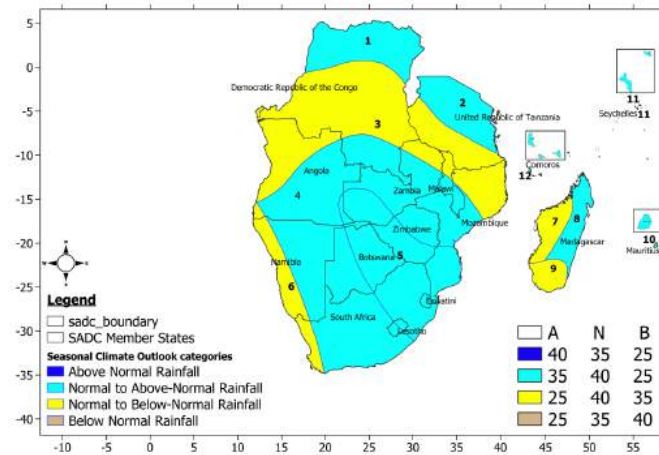 5
0
-5
-10
-15
-20
-25
-30
-35
-40
1
Democratic Republic of the Congo
2
United Republic of Tanzania
3
11
Seychelles 11
Comoros
12
Angola
4
Zambia
Malawi
Mozambique
7
8
Madagascar
9
10
Mauritius
Zimbabwe
Botswana 5
Namibia
6
Eswatini
South Africa
Lesotho
N
W E
S
Legend
sadc_boundary
SADC Member States
Seasonal Climate Outlook categories
Above Normal Rainfall
Normal to Above-Normal Rainfall
Normal to Below-Normal Rainfall
Below Normal Rainfall
A N B
40 35 25
35 40 25
25 40 35
25 35 40
-10 -5 0 5 10 15 20 25 30 35 40 45 50 55